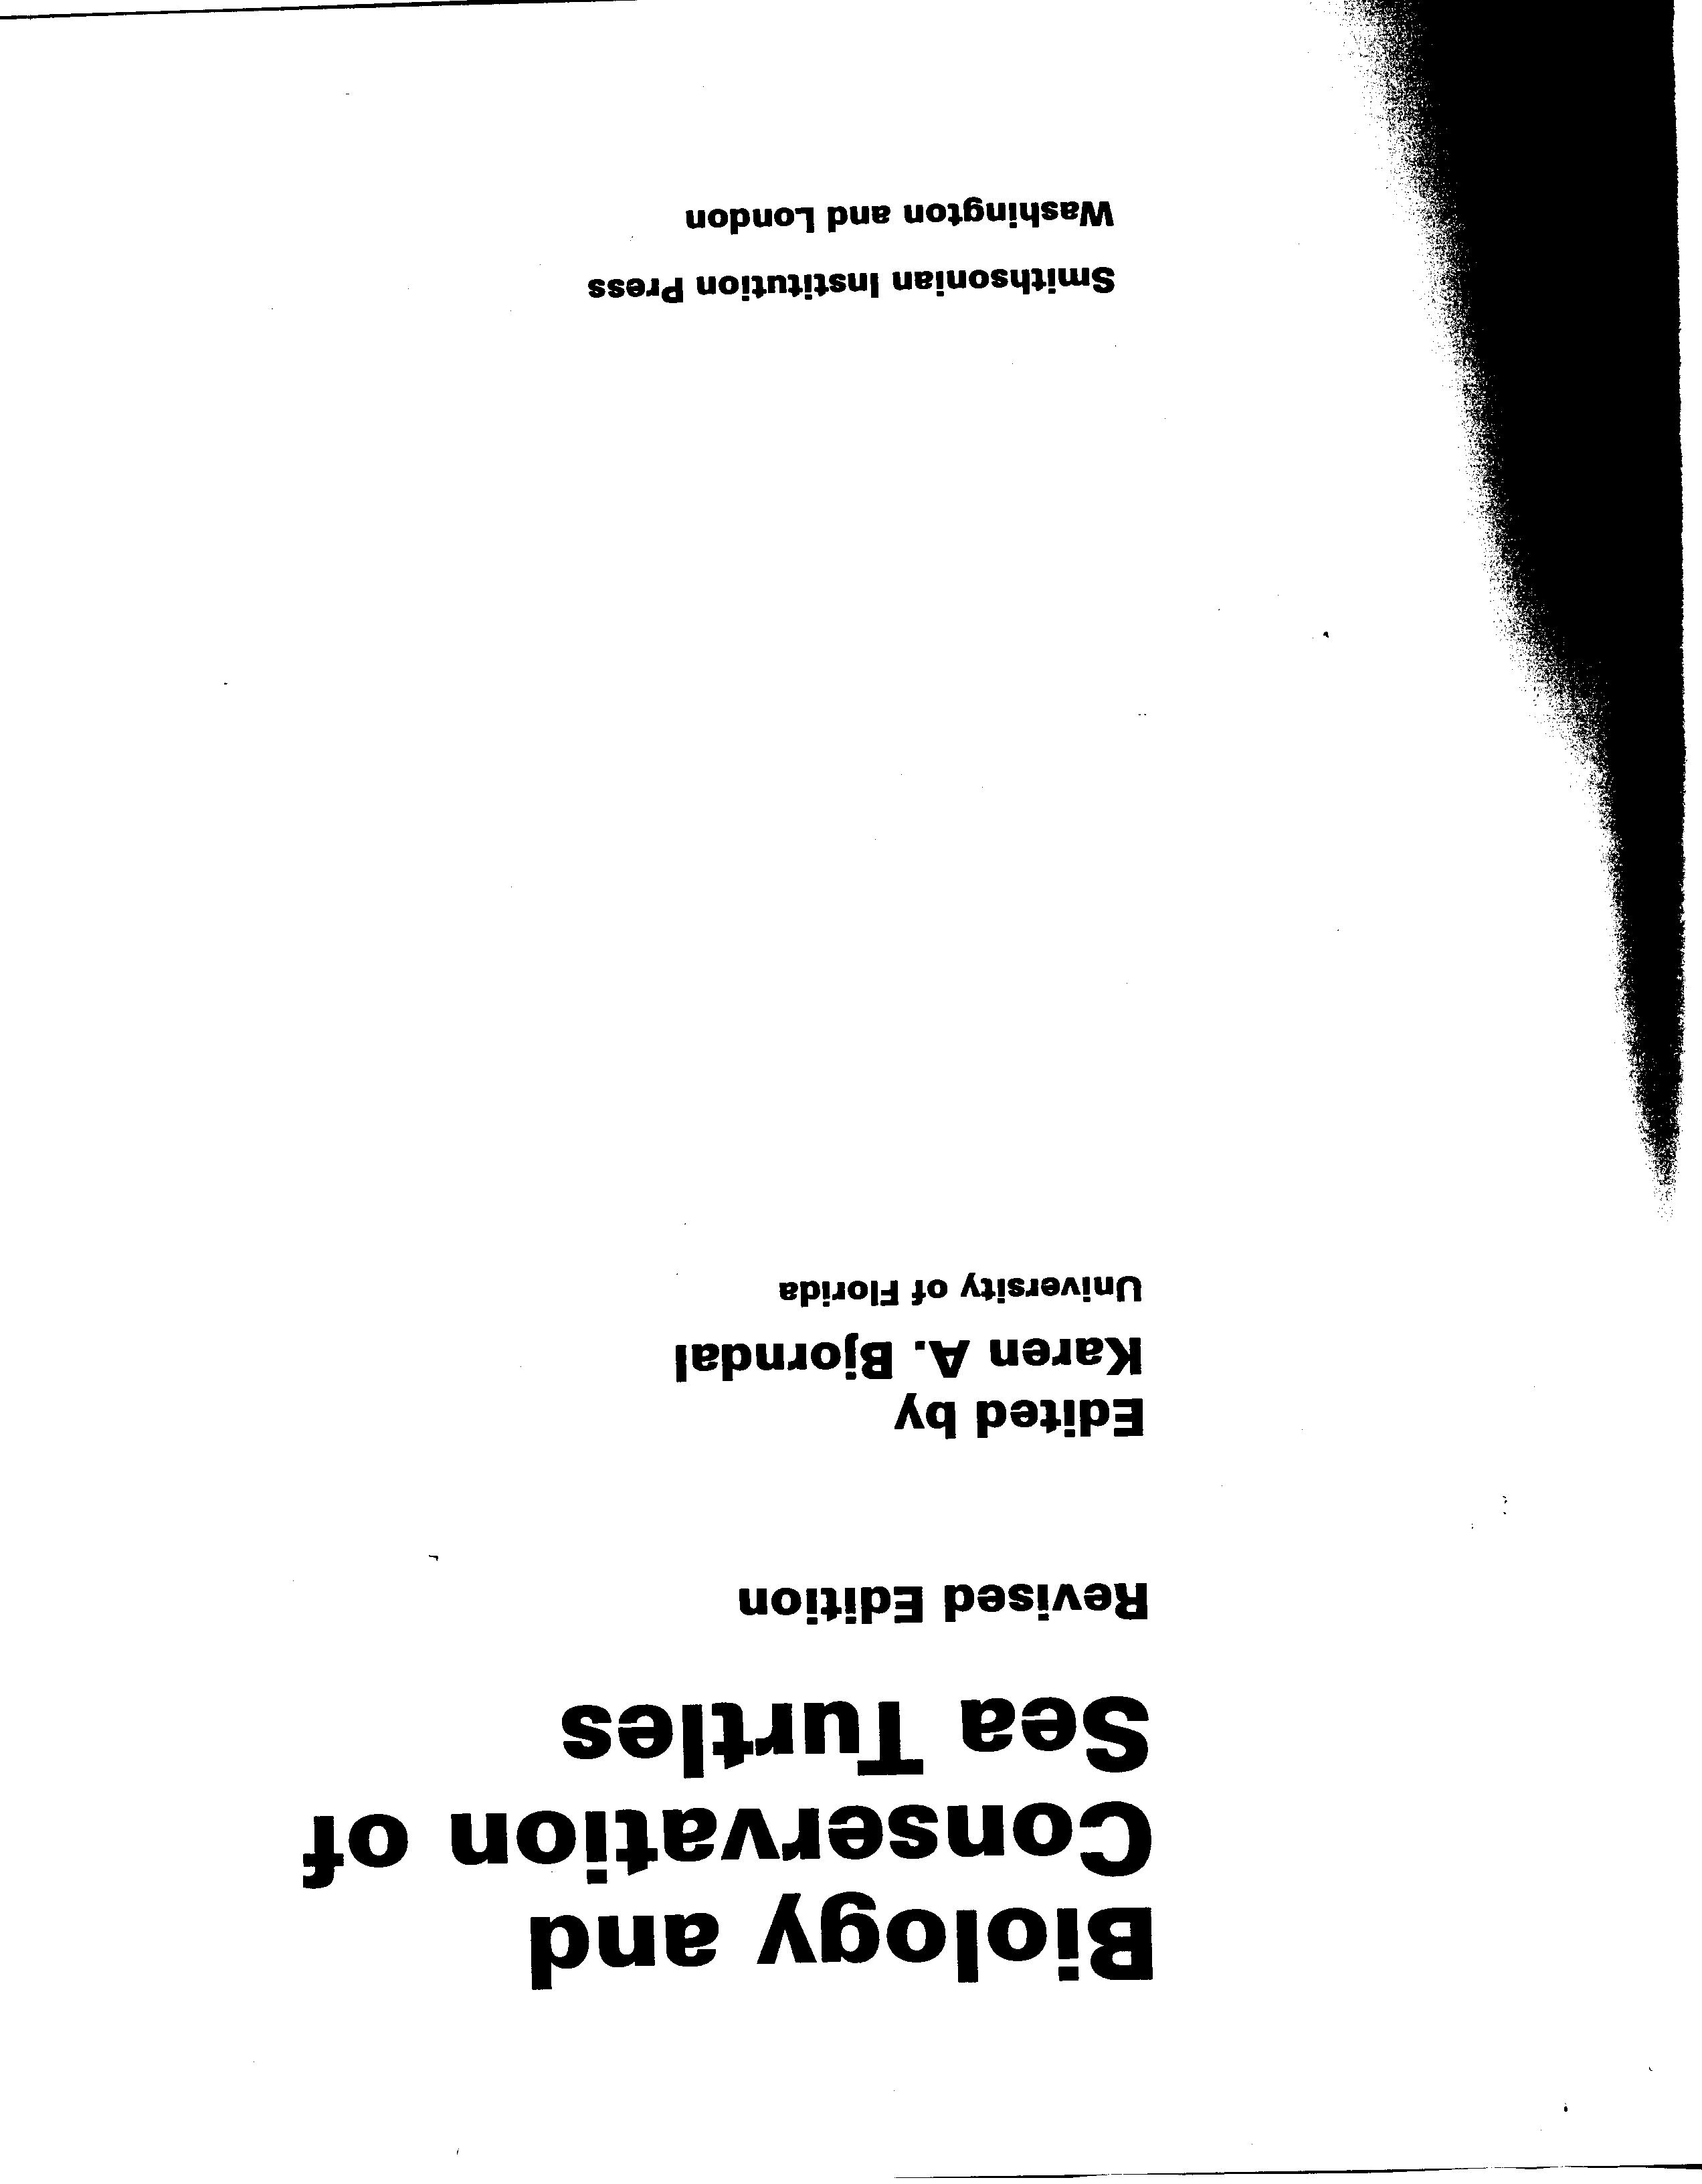 Biology and
Conservation of
Sea Turtles
Revised Edition
Edited by
Karen A. Bjorndal
University of Florida
Smithsonian Institution Press
Washington and London